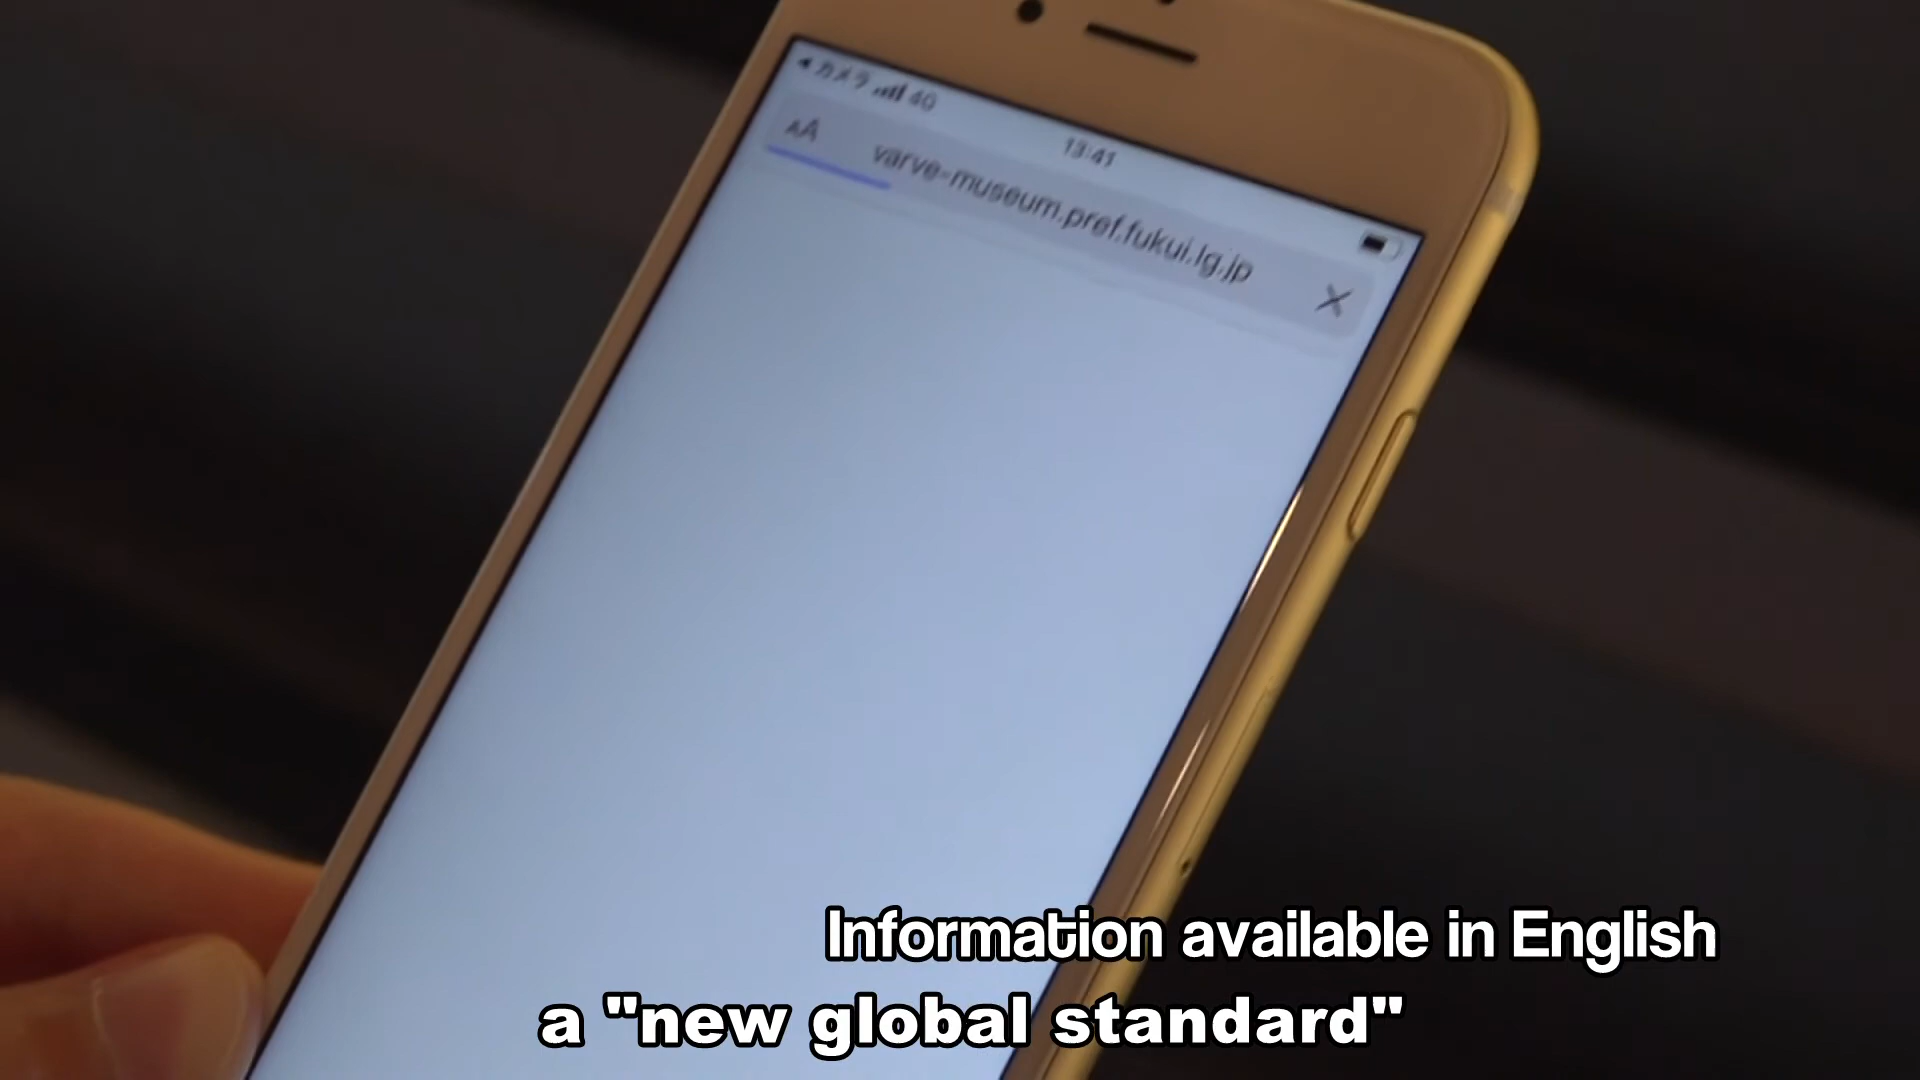 カメラ 4G
13:41
AA varve-museum.pref.fukui.lg.jp
Information available in English
a "new global standard"